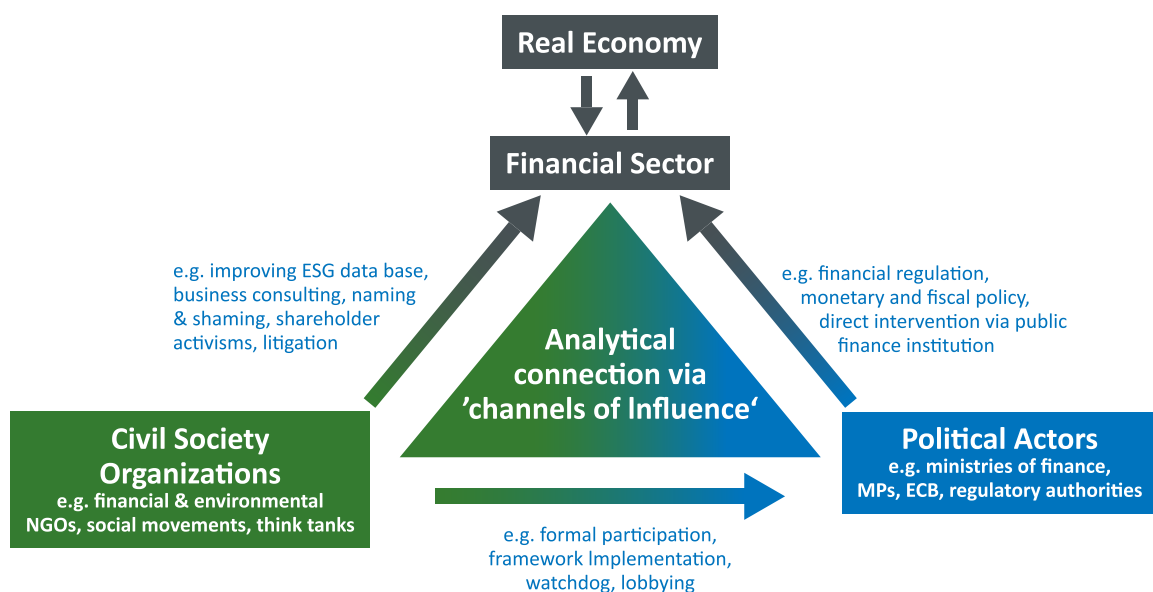 Real Economy
Financial Sector
e.g. improving ESG data base,
business consulting, naming
& shaming, shareholder
activisms, litigation
e.g. financial regulation,
monetary and fiscal policy,
direct intervention via public
finance institution
Analytical
connection via
’channels of Influence‘
Civil Society
Organizations
e.g. financial & environmental
NGOs, social movements, think tanks
Political Actors
e.g. ministries of finance,
MPs, ECB, regulatory authorities
e.g. formal participation,
framework Implementation,
watchdog, lobbying